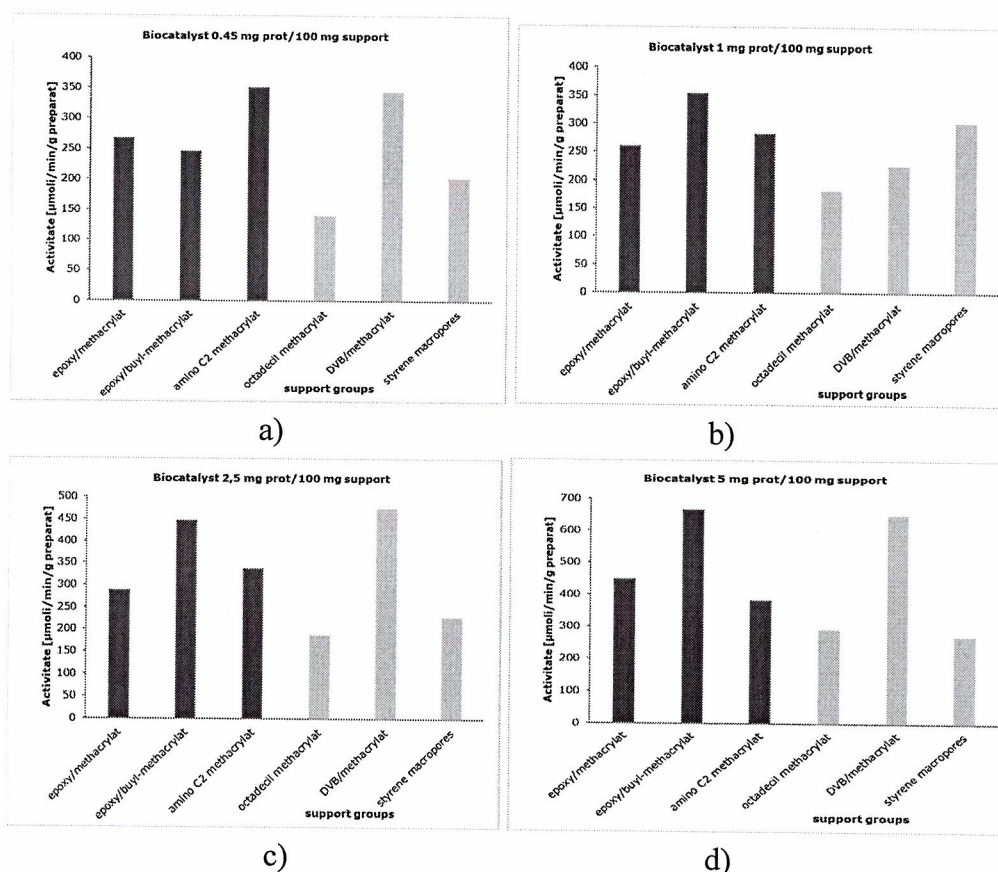 Biocatalyst 0.45 mg prot/100 mg support
Activitate [µmoli/min/g preparat]
400
350
300
250
200
150
100
50
0
epoxy/methacrylat
epoxy/buyl-methacrylat
amino C2 methacrylat
octadecil methacrylat
DVB/methacrylat
styrene macropores
support groups
a)
Biocatalyst 1 mg prot/100 mg support
Activitate [µmoli/min/g preparat]
400
350
300
250
200
150
100
50
0
epoxy/methacrylat
epoxy/buyl-methacrylat
amino C2 methacrylat
octadecil methacrylat
DVB/methacrylat
styrene macropores
support groups
b)
Biocatalyst 2,5 mg prot/100 mg support
Activitate [µmoli/min/g preparat]
500
450
400
350
300
250
200
150
100
50
0
epoxy/methacrylat
epoxy/buyl-methacrylat
amino C2 methacrylat
octadecil methacrylat
DVB/methacrylat
styrene macropores
support groups
c)
Biocatalyst 5 mg prot/100 mg support
Activitate [µmoli/min/g preparat]
700
600
500
400
300
200
100
0
epoxy/methacrylat
epoxy/buyl-methacrylat
amino C2 methacrylat
octadecil methacrylat
DVB/methacrylat
styrene macropores
support groups
d)